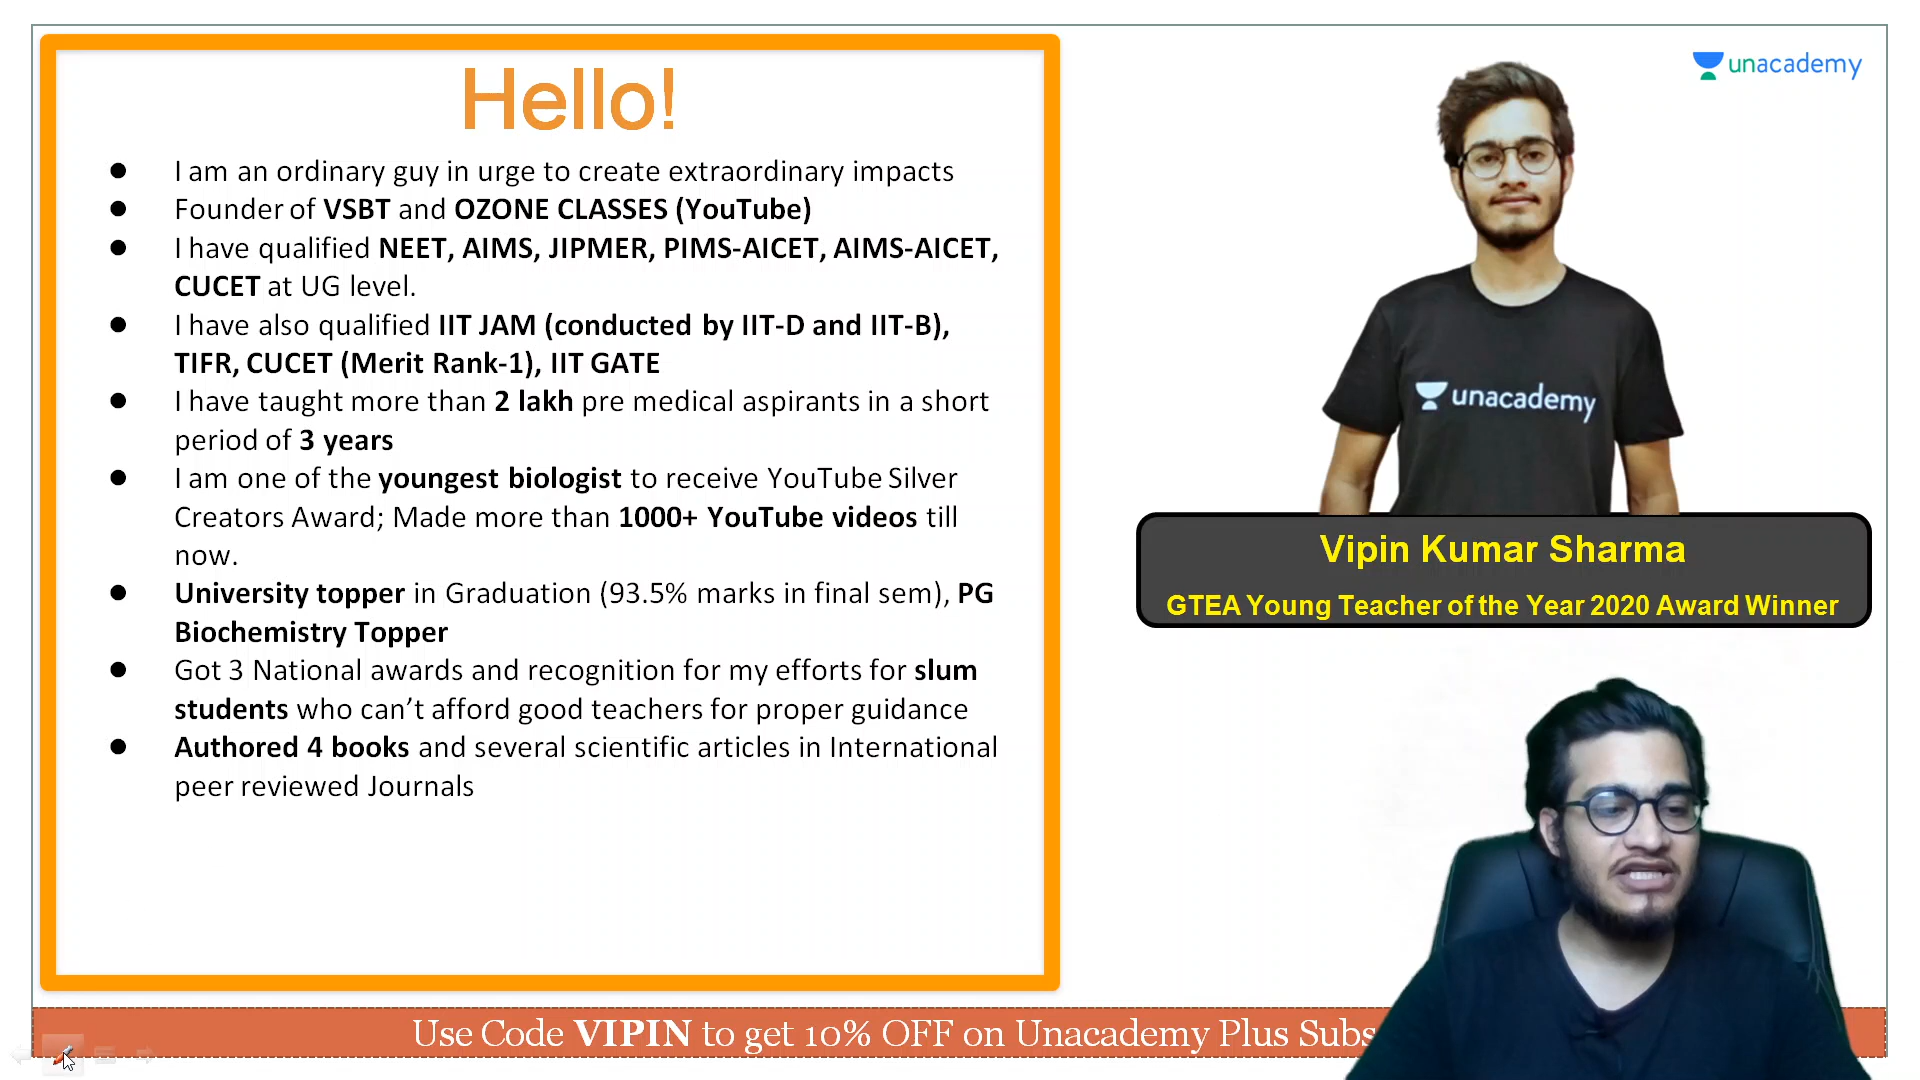 Hello!
● I am an ordinary guy in urge to create extraordinary impacts
● Founder of VSBT and OZONE CLASSES (YouTube)
● I have qualified NEET, AIMS, JIPMER, PIMS-AICET, AIMS-AICET,
CUCET at UG level.
● I have also qualified IIT JAM (conducted by IIT-D and IIT-B),
TIFR, CUCET (Merit Rank-1), IIT GATE
● I have taught more than 2 lakh pre medical aspirants in a short
period of 3 years
● I am one of the youngest biologist to receive YouTube Silver
Creators Award; Made more than 1000+ YouTube videos till
now.
● University topper in Graduation (93.5% marks in final sem), PG
Biochemistry Topper
● Got 3 National awards and recognition for my efforts for slum
students who can’t afford good teachers for proper guidance
● Authored 4 books and several scientific articles in International
peer reviewed Journals
unacademy
unacademy
Vipin Kumar Sharma
GTEA Young Teacher of the Year 2020 Award Winner
Use Code VIPIN to get 10% OFF on Unacademy Plus Subs